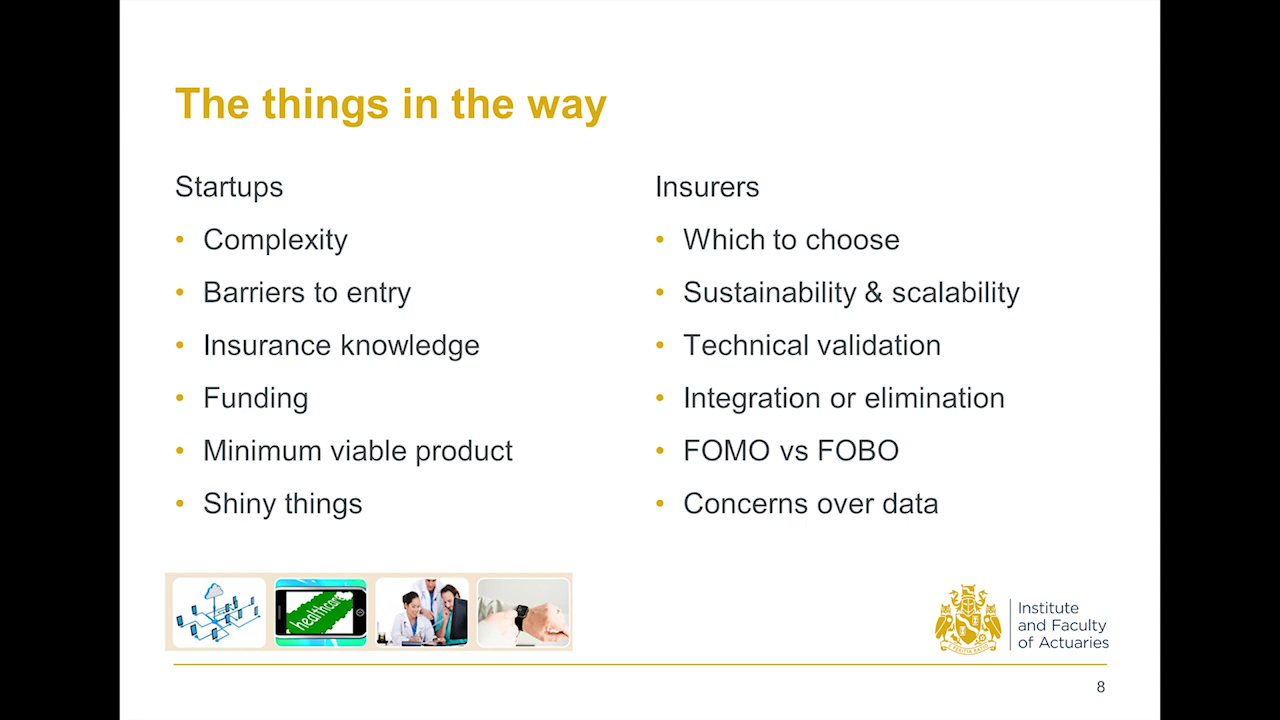 The things in the way
Startups
• Complexity
• Barriers to entry
• Insurance knowledge
• Funding
• Minimum viable product
• Shiny things
Insurers
• Which to choose
• Sustainability & scalability
• Technical validation
• Integration or elimination
• FOMO vs FOBO
• Concerns over data
healthcare
Institute
and Faculty
of Actuaries
8